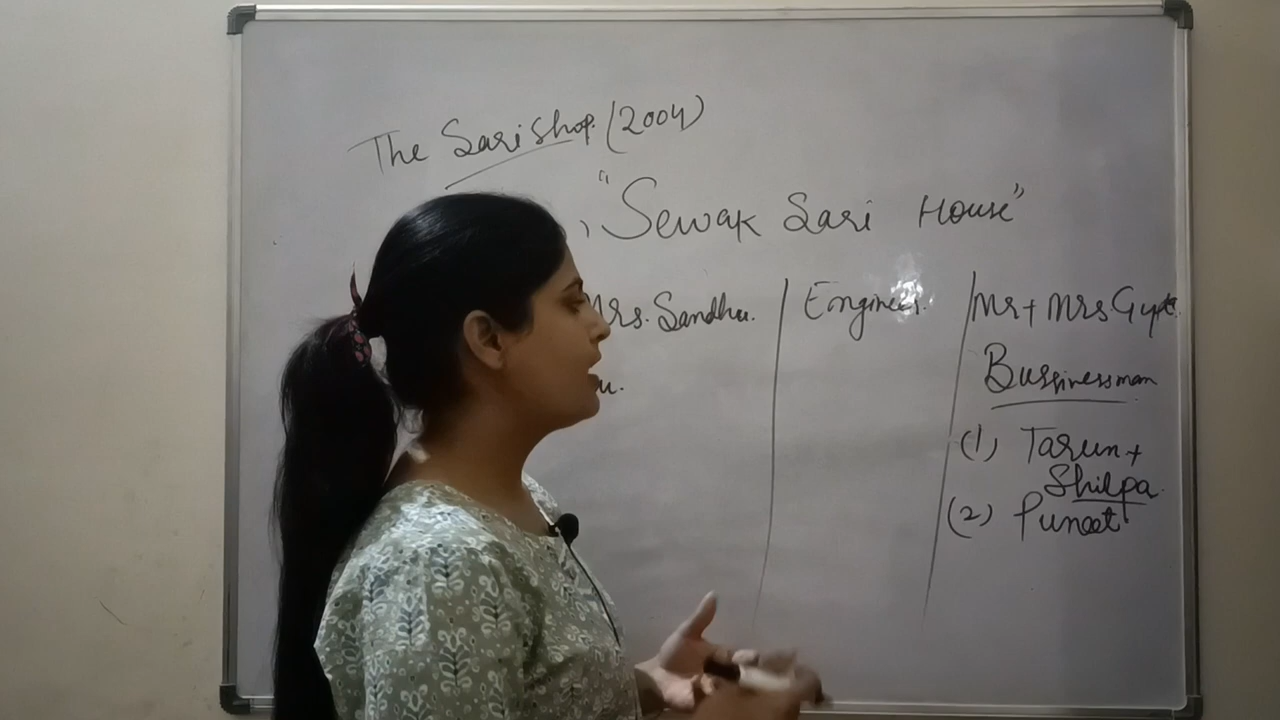 The Sari Shop. (2004)
"Sewak Sari House"
Mrs. Sandhu. | Engineer. | Mr + Mrs Gupta.
Bussinessman
(1) Tarun +
Shilpa.
(2) Puneet